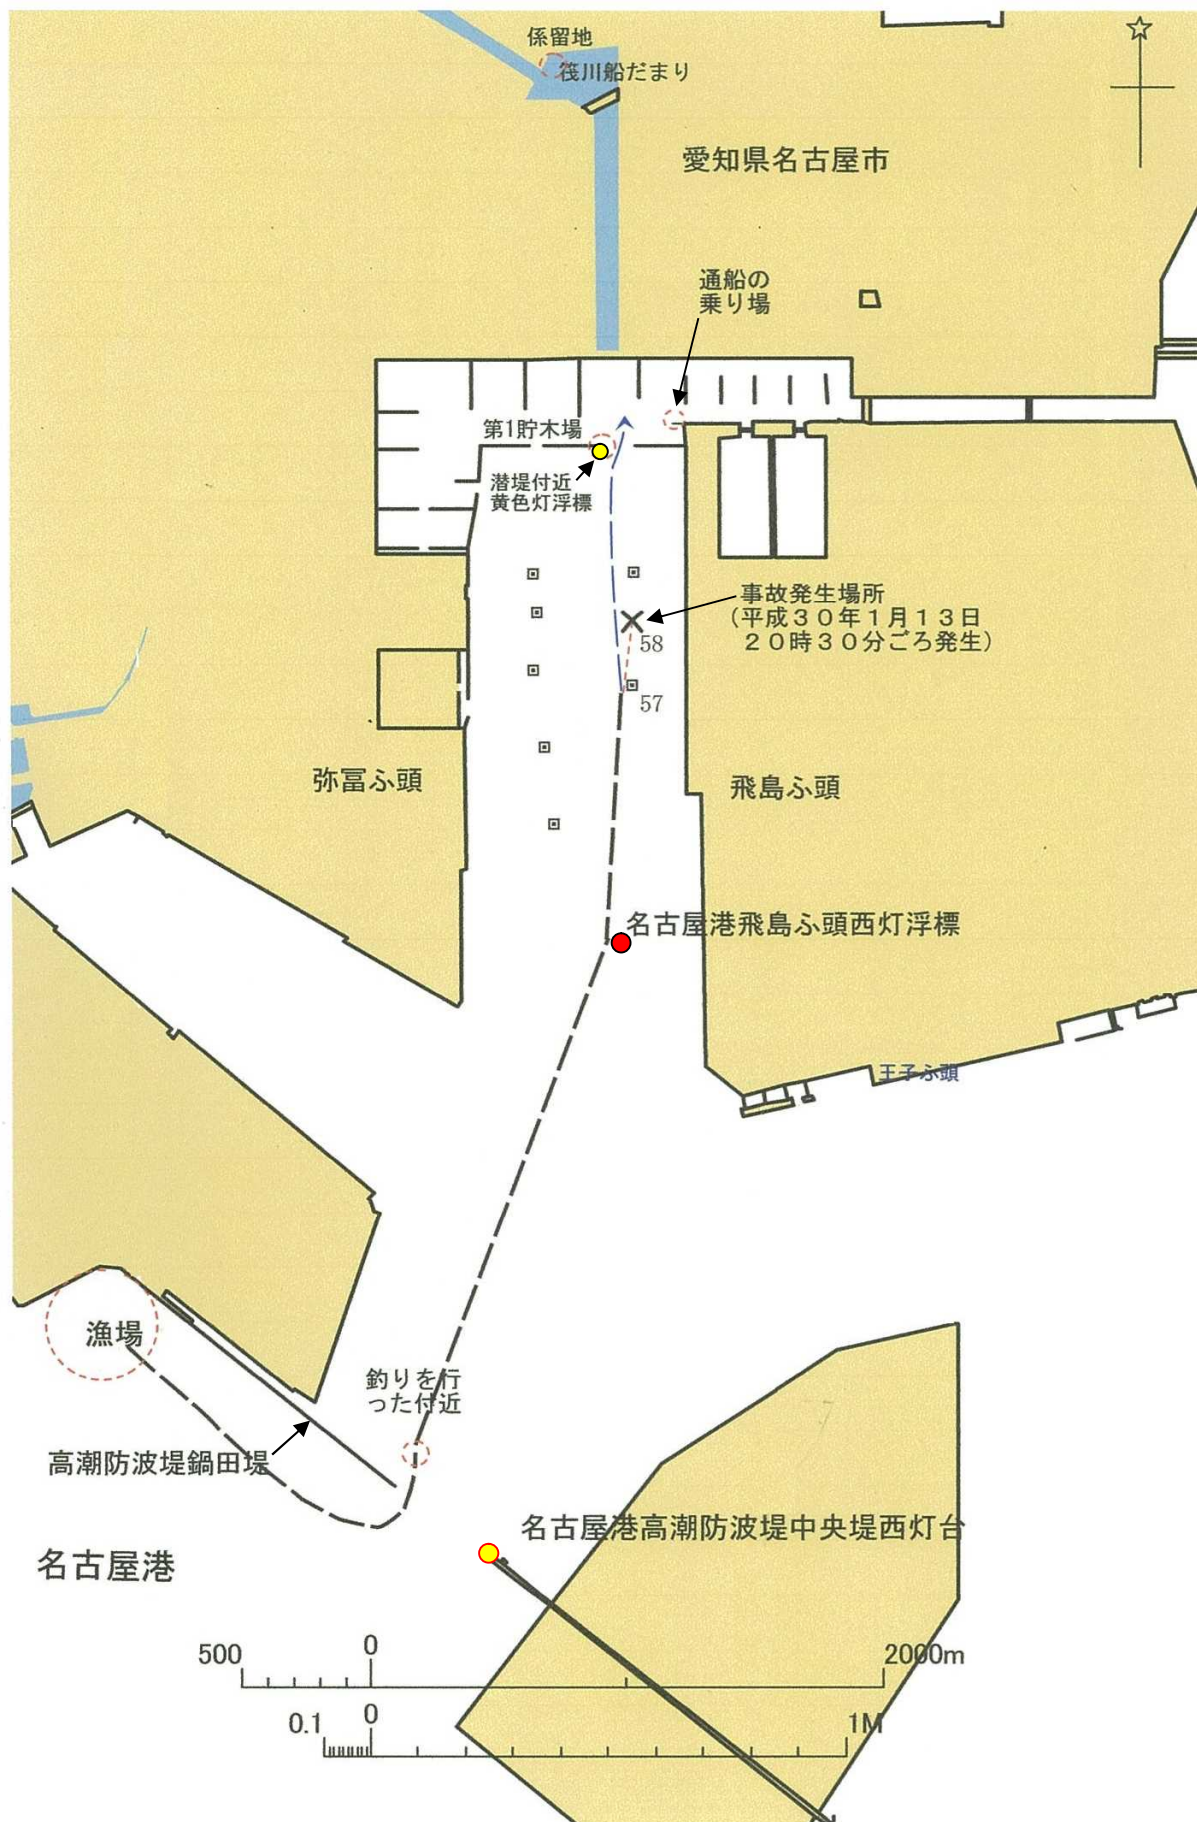 係留地
筏川船だまり
愛知県名古屋市
通船の
乗り場
第1貯木場
潜堤付近
黄色灯浮標
事故発生場所
(平成30年1月13日
20時30分ごろ発生)
58
57
弥冨ふ頭
飛島ふ頭
名古屋港飛島ふ頭西灯浮標
王子ふ頭
漁場
釣りを行
った付近
高潮防波堤鍋田堤
名古屋港高潮防波堤中央堤西灯台
名古屋港
500 0 2000m
0.1 0 1M